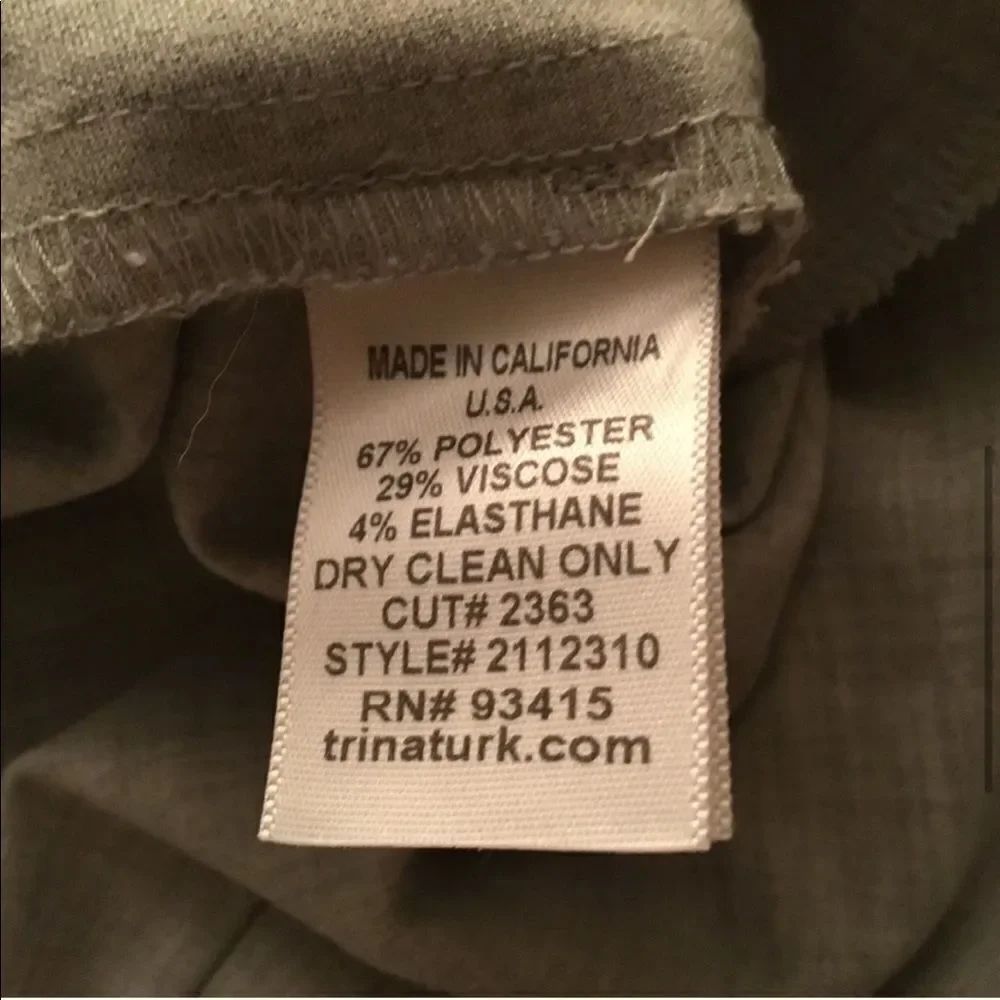 MADE IN CALIFORNIA
U.S.A.
67% POLYESTER
29% VISCOSE
4% ELASTHANE
DRY CLEAN ONLY
CUT# 2363
STYLE# 2112310
RN# 93415
trinaturk.com